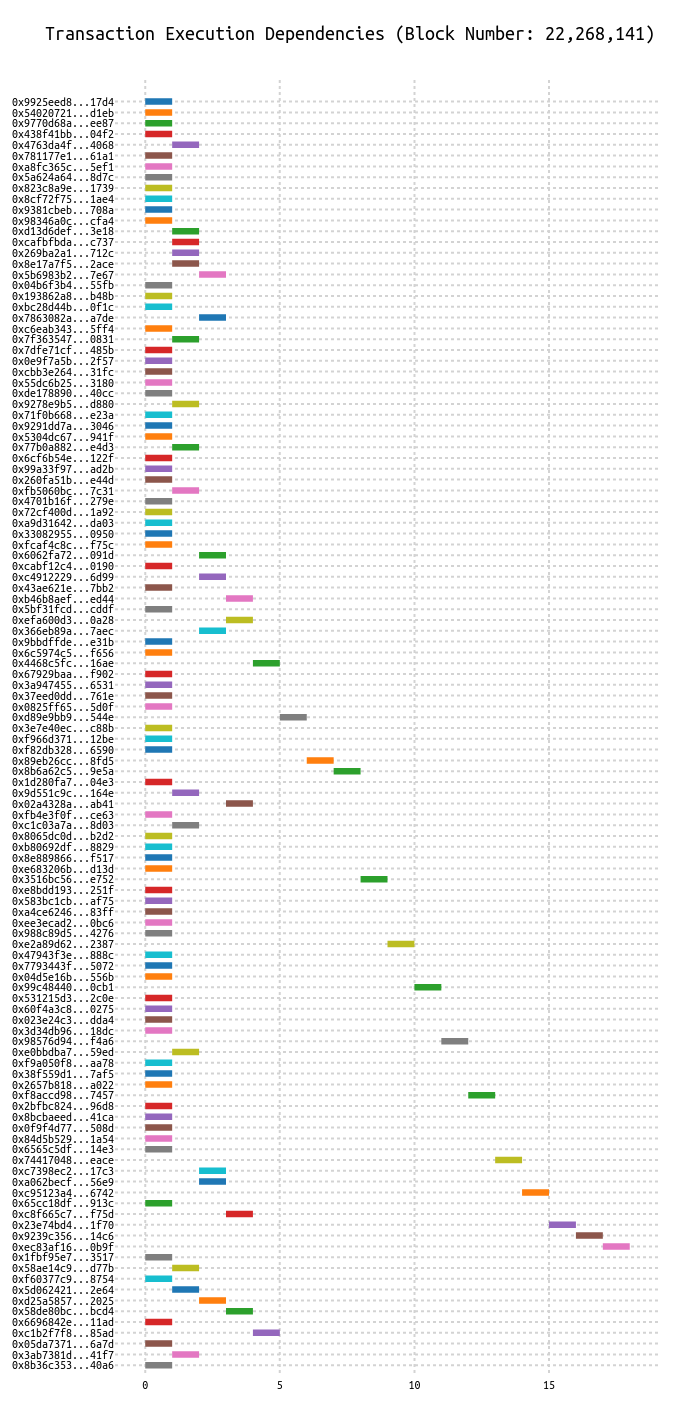 Transaction Execution Dependencies (Block Number: 22,268,141)
0x9925eed8...17d4
0x54020721...d1eb
0x9770d68a...ee87
0x438f41bb...04f2
0x4763da4f...4068
0x781177e1...61a1
0xa8fc365c...5ef1
0x5a624a64...8d7c
0x823c8a9e...1739
0x8cf72f75...1ae4
0x9381cbeb...708a
0x98346a0c...cfa4
0xd13d6def...3e18
0xcafbfbda...c737
0x269ba2a1...712c
0x8e17a7f5...2ace
0x5b6983b2...7e67
0x04b6f3b4...55fb
0x193862a8...b48b
0xbc28d44b...0f1c
0x7863082a...a7de
0xc6eab343...5ff4
0x7f363547...0831
0x7dfe71cf...485b
0x0e9f7a5b...2f57
0xcbb3e264...31fc
0x55dc6b25...3180
0xde178890...40cc
0x9278e9b5...d880
0x71f0b668...e23a
0x9291dd7a...3046
0x5304dc67...941f
0x77b0a882...e4d3
0x6cf6b54e...122f
0x99a33f97...ad2b
0x260fa51b...e44d
0xfb5060bc...7c31
0x4701b16f...279e
0x72cf400d...1a92
0xa9d31642...da03
0x33082955...0950
0xfcaf4c8c...f75c
0x6062fa72...091d
0xcabf12c4...0190
0xc4912229...6d99
0x43ae621e...7bb2
0xb46b8aef...ed44
0x5bf31fcd...cddf
0xefa600d3...0a28
0x366eb89a...7aec
0x9bbdffde...e31b
0x6c5974c5...f656
0x4468c5fc...16ae
0x67929baa...f902
0x3a947455...6531
0x37eed0dd...761e
0x0825ff65...5d0f
0xd89e9bb9...544e
0x3e7e40ec...c88b
0xf966d371...12be
0xf82db328...6590
0x89eb26cc...8fd5
0x8b6a62c5...9e5a
0x1d280fa7...04e3
0x9d551c9c...164e
0x02a4328a...ab41
0xfb4e3f0f...ce63
0xc1c03a7a...8d03
0x8065dc0d...b2d2
0xb80692df...8829
0x8e889866...f517
0xe683206b...d13d
0x3516bc56...e752
0xe8bdd193...251f
0x583bc1cb...af75
0xa4ce6246...83ff
0xee3ecad2...0bc6
0x988c89d5...4276
0xe2a89d62...2387
0x47943f3e...888c
0x7793443f...5072
0x04d5e16b...556b
0x99c48440...0cb1
0x531215d3...2c0e
0x60f4a3c8...0275
0x023e24c3...dda4
0x3d34db96...18dc
0x98576d94...f4a6
0xe0bbdba7...59ed
0xf9a050f8...aa78
0x38f559d1...7af5
0x2657b818...a022
0xf8accd98...7457
0x2bfbc824...96d8
0x8bcbaeed...41ca
0x0f9f4d77...508d
0x84d5b529...1a54
0x6565c5df...14e3
0x74417048...eace
0xc7398ec2...17c3
0xa062becf...56e9
0xc95123a4...6742
0x65cc18df...913c
0xc8f665c7...f75d
0x23e74bd4...1f70
0x9239c356...14c6
0xec83af16...0b9f
0x1fbf95e7...3517
0x58ae14c9...d77b
0xf60377c9...8754
0x5d062421...2e64
0xd25a5857...2025
0x58de80bc...bcd4
0x6696842e...11ad
0xc1b2f7f8...85ad
0x05da7371...6a7d
0x3ab7381d...41f7
0x8b36c353...40a6
0 5 10 15